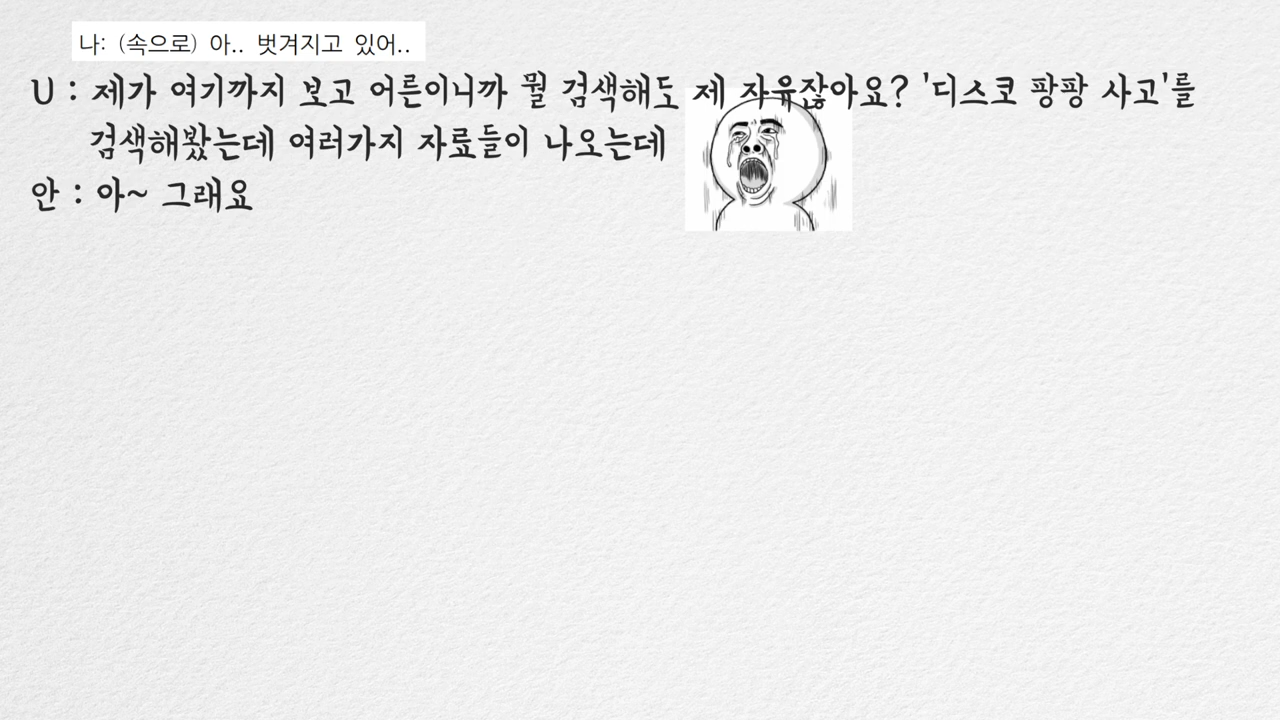 나: (속으로) 아.. 벗겨지고 있어..
U : 제가 여기까지 보고 어른이니까 뭘 검색해도 제 자유잖아요? '디스코 팡팡 사고'를
검색해봤는데 여러가지 자료들이 나오는데
안 : 아~ 그래요